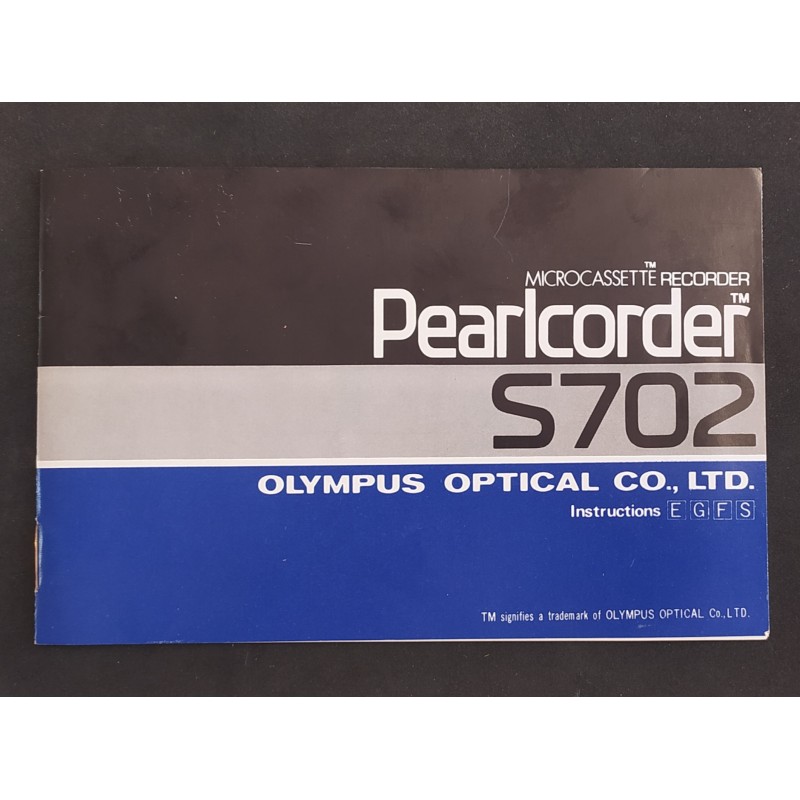 MICROCASSETTE™ RECORDER
Pearlcorder™
S702
OLYMPUS OPTICAL CO., LTD.
Instructions E G F S
TM signifies a trademark of OLYMPUS OPTICAL Co.,LTD.